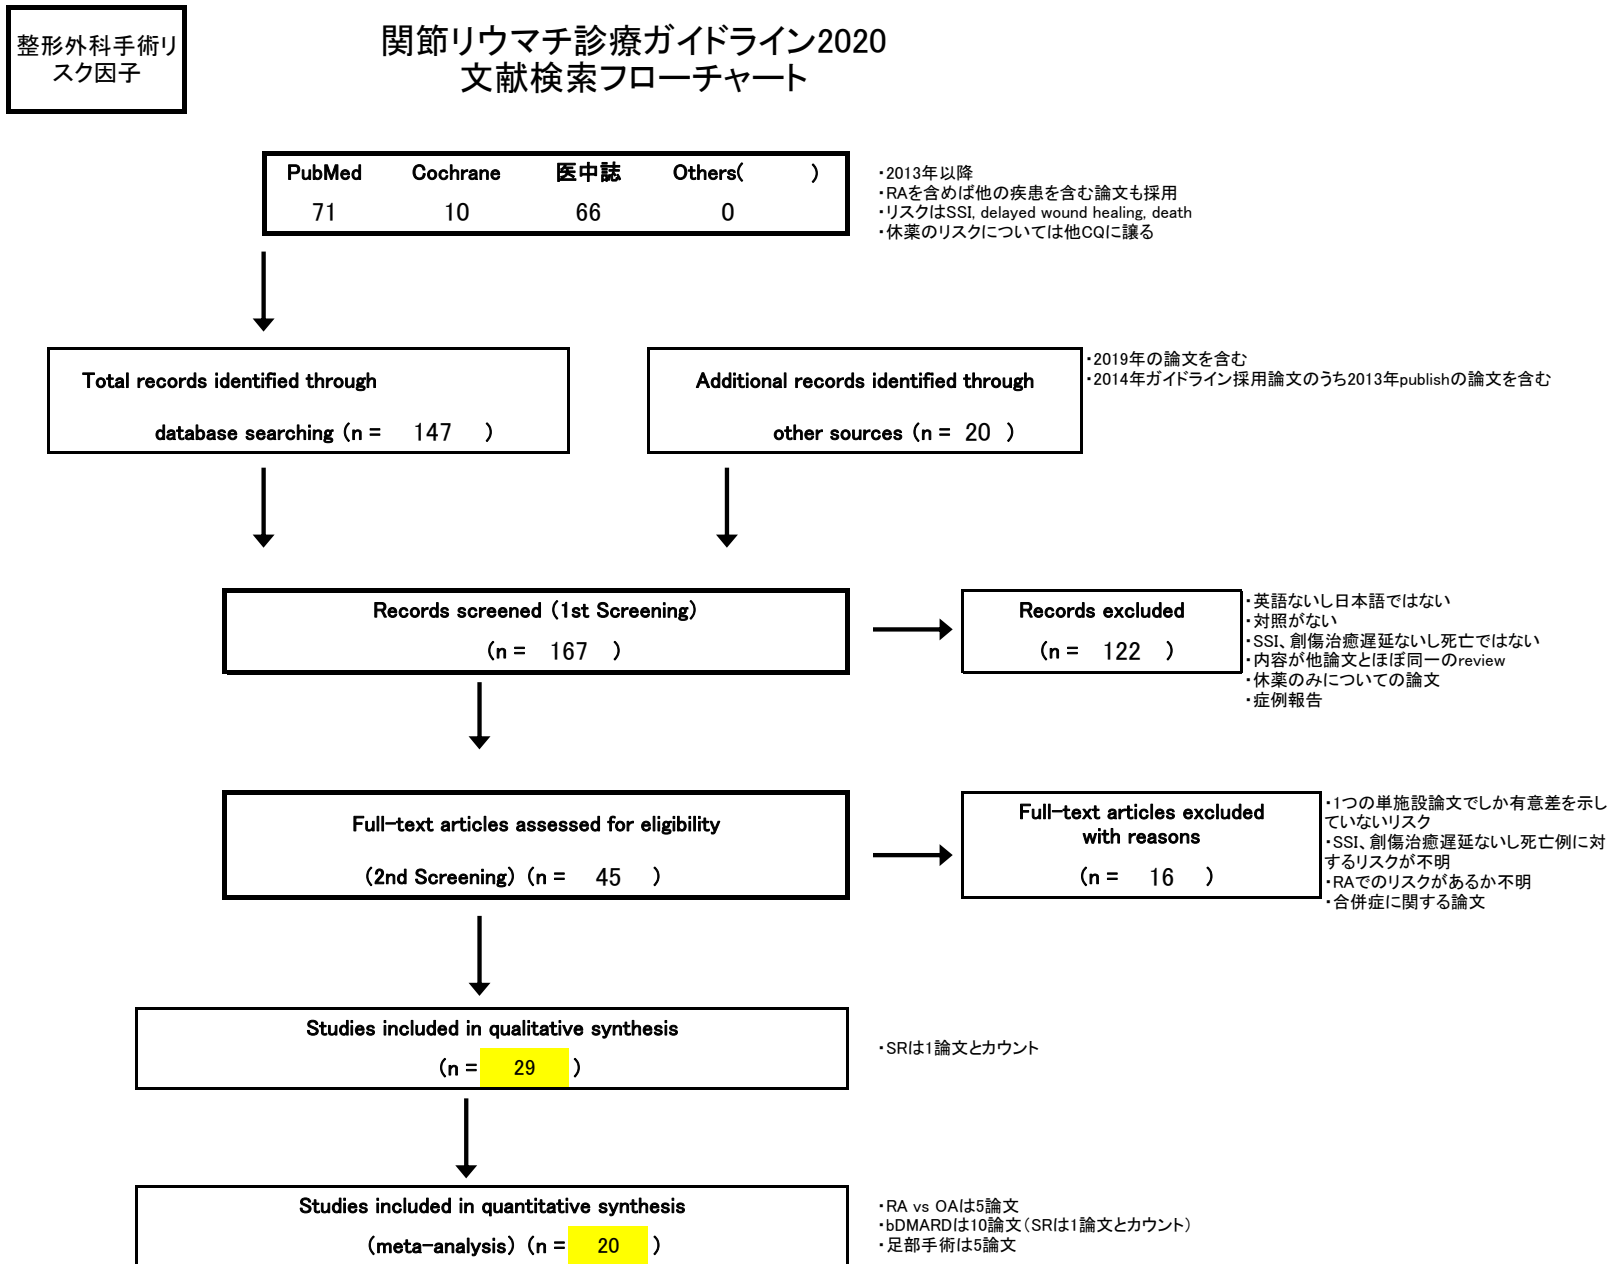 整形外科手術リ
スク因子
関節リウマチ診療ガイドライン2020
文献検索フローチャート
PubMed Cochrane 医中誌 Others( )
71 10 66 0
・2013年以降
・RAを含めば他の疾患を含む論文も採用
・リスクはSSI, delayed wound healing, death
・休薬のリスクについては他CQに譲る
Total records identified through
database searching (n = 147 )
Additional records identified through
other sources (n = 20 )
・2019年の論文を含む
・2014年ガイドライン採用論文のうち2013年publishの論文を含む
Records screened (1st Screening)
(n = 167 )
Records excluded
(n = 122 )
・英語ないし日本語ではない
・対照がない
・SSI、創傷治癒遅延ないし死亡ではない
・内容が他論文とほぼ同一のreview
・休薬のみについての論文
・症例報告
Full-text articles assessed for eligibility
(2nd Screening) (n = 45 )
Full-text articles excluded
with reasons
(n = 16 )
・1つの単施設論文でしか有意差を示し
ていないリスク
・SSI、創傷治癒遅延ないし死亡例に対
するリスクが不明
・RAでのリスクがあるか不明
・合併症に関する論文
Studies included in qualitative synthesis
(n = 29 )
・SRは1論文とカウント
Studies included in quantitative synthesis
(meta-analysis) (n = 20 )
・RA vs OAは5論文
・bDMARDは10論文(SRは1論文とカウント)
・足部手術は5論文